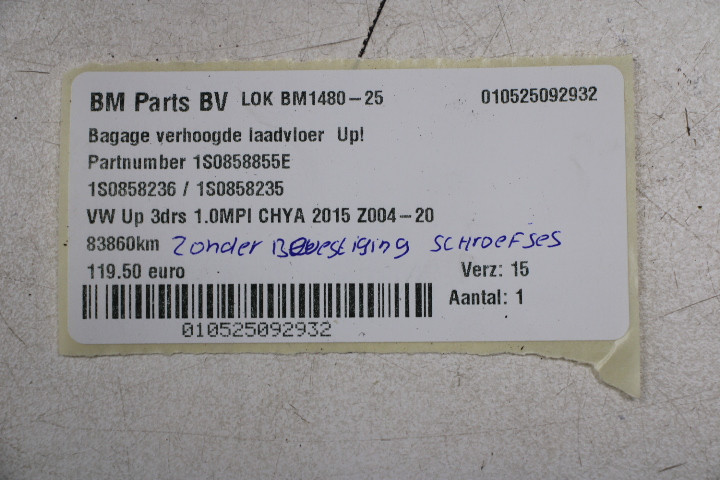 BM Parts BV LOK BM1480-25 010525092932
Bagage verhoogde laadvloer Up!
Partnumber 1S0858855E
1S0858236 / 1S0858235
VW Up 3drs 1.0MPI CHYA 2015 Z004-20
83860km Zonder Bevestiging SCHROEFSES
119.50 euro Verz: 15
Aantal: 1
010525092932